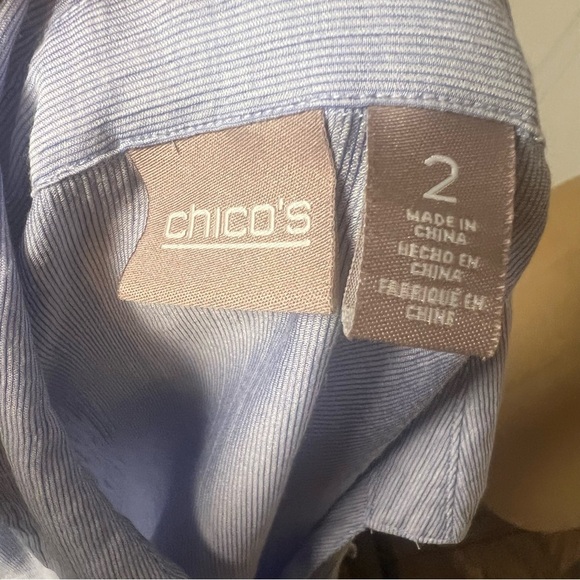 chico's
2
MADE IN
CHINA
HECHO EN
CHINA
FABRIQUÉ EN
CHINE